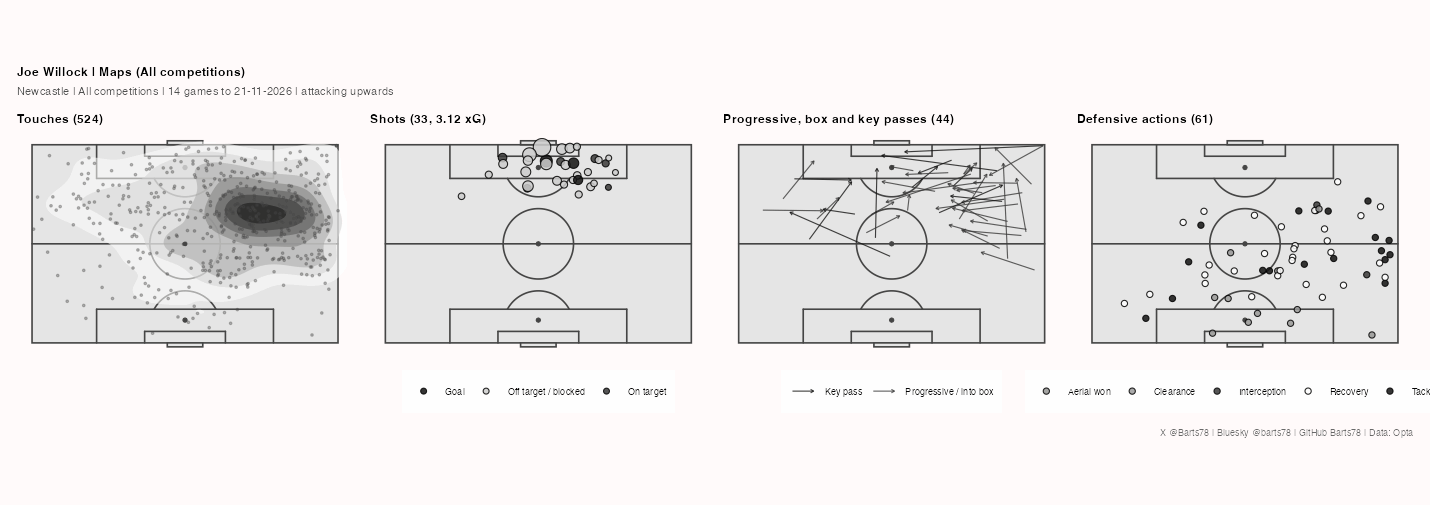 Joe Willock | Maps (All competitions)
Newcastle | All competitions | 14 games to 21-11-2026 | attacking upwards
Touches (524)
Shots (33, 3.12 xG)
Progressive, box and key passes (44)
Defensive actions (61)
Goal
Off target / blocked
On target
Key pass
Progressive / Into box
Aerial won
Clearance
Interception
Recovery
Tack
X @Barts78 | Bluesky @barts78 | GitHub Barts78 | Data: Opta